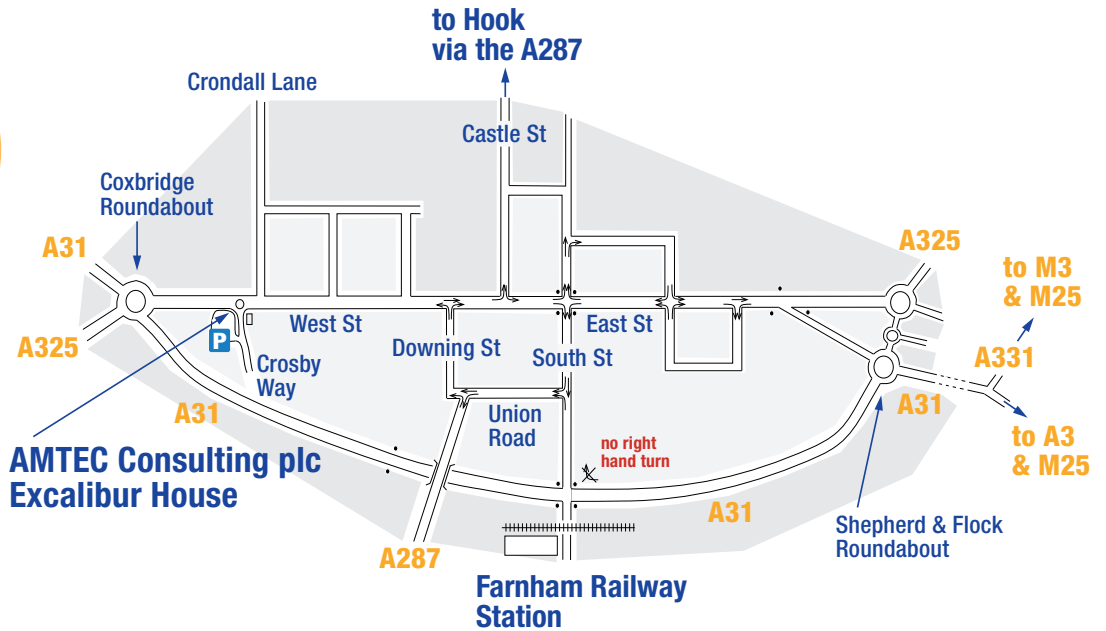 to Hook
via the A287
Crondall Lane
Castle St
Coxbridge
Roundabout
A31
A325
A325
to M3
& M25
West St
East St
Downing St
South St
P
Crosby
Way
A331
A31
A31
Union
Road
no right
hand turn
to A3
& M25
AMTEC Consulting plc
Excalibur House
A31
Shepherd & Flock
Roundabout
A287
Farnham Railway
Station